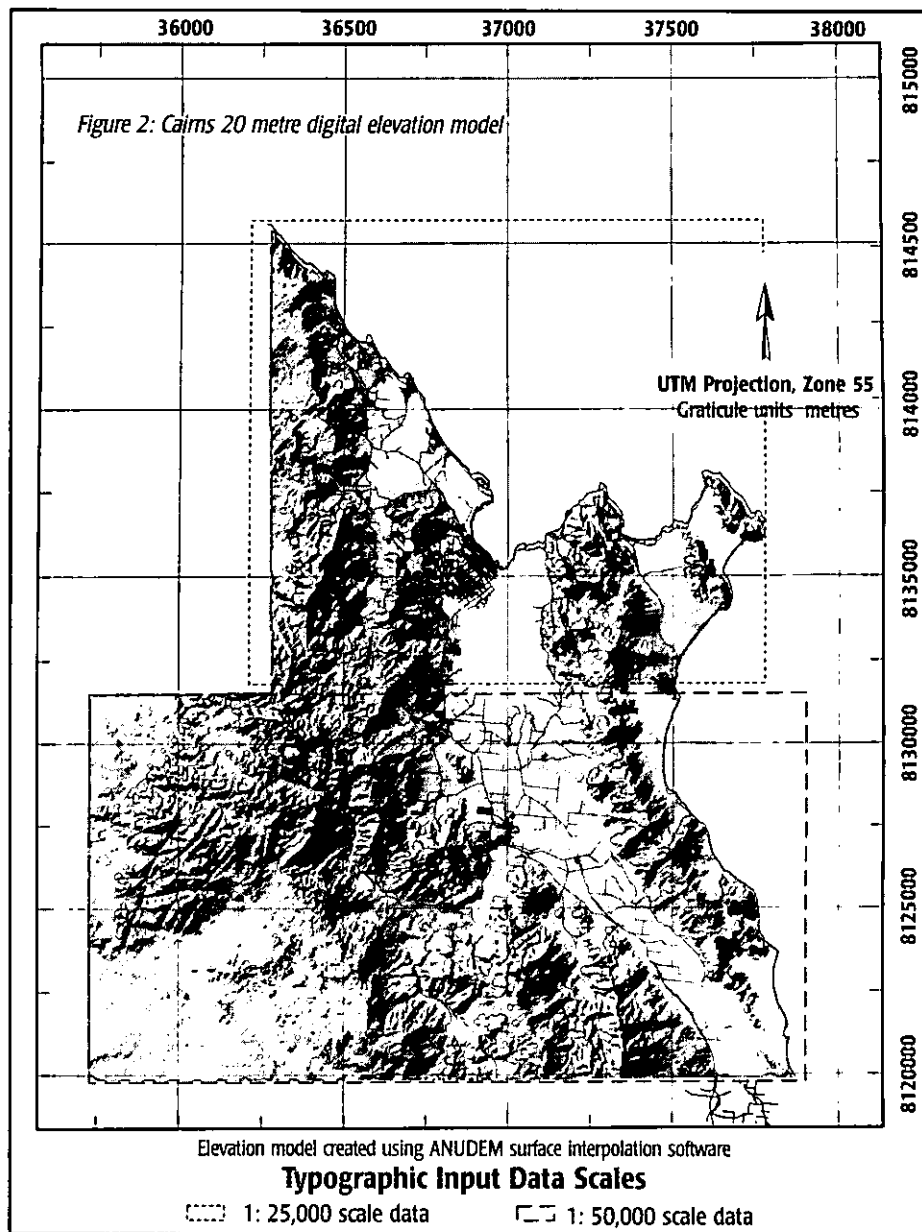 36000 36500 37000 37500 38000
815000
Figure 2: Cairns 20 metre digital elevation model
814500
UTM Projection, Zone 55
Graticule units metres
814000
8135000
8130000
8125000
8120000
Elevation model created using ANUDEM surface interpolation software
Typographic Input Data Scales
1: 25,000 scale data 1: 50,000 scale data